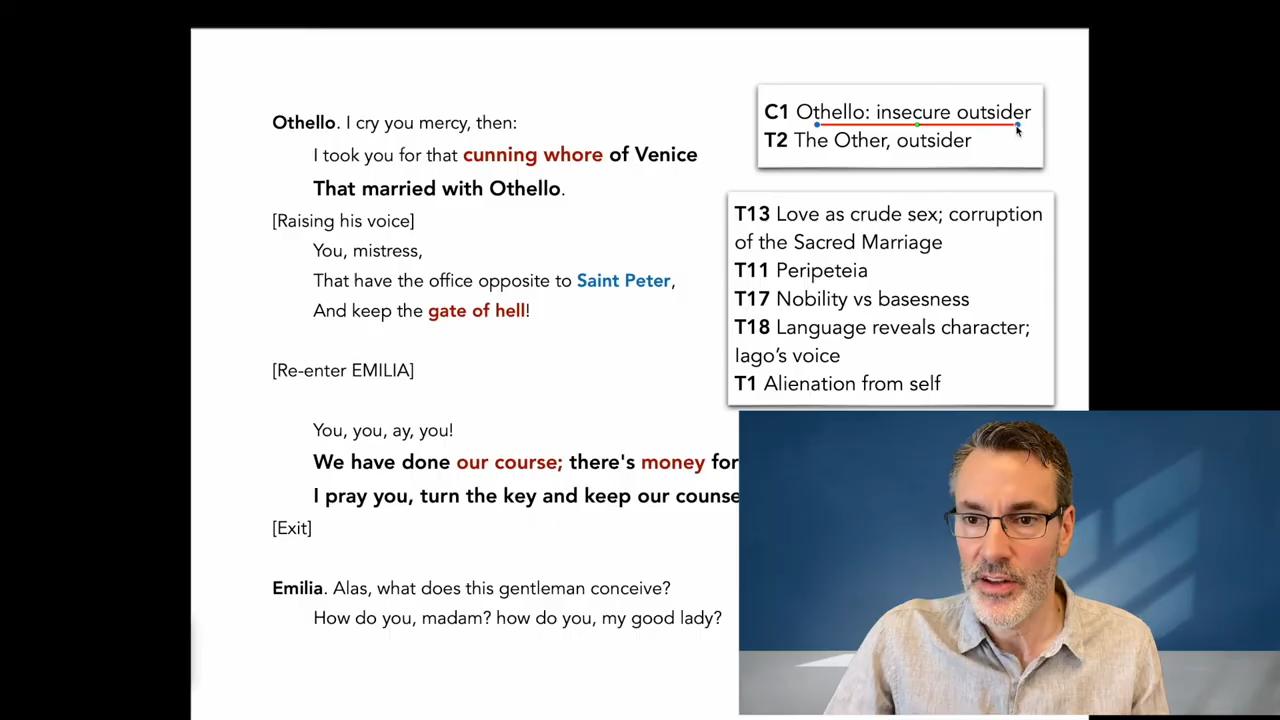 Othello. I cry you mercy, then:
I took you for that cunning whore of Venice
That married with Othello.
[Raising his voice]
You, mistress,
That have the office opposite to Saint Peter,
And keep the gate of hell!
[Re-enter EMILIA]
You, you, ay, you!
We have done our course; there's money for
I pray you, turn the key and keep our counse
[Exit]
Emilia. Alas, what does this gentleman conceive?
How do you, madam? how do you, my good lady?
C1 Othello: insecure outsider
T2 The Other, outsider
T13 Love as crude sex; corruption
of the Sacred Marriage
T11 Peripeteia
T17 Nobility vs basesness
T18 Language reveals character;
Iago’s voice
T1 Alienation from self